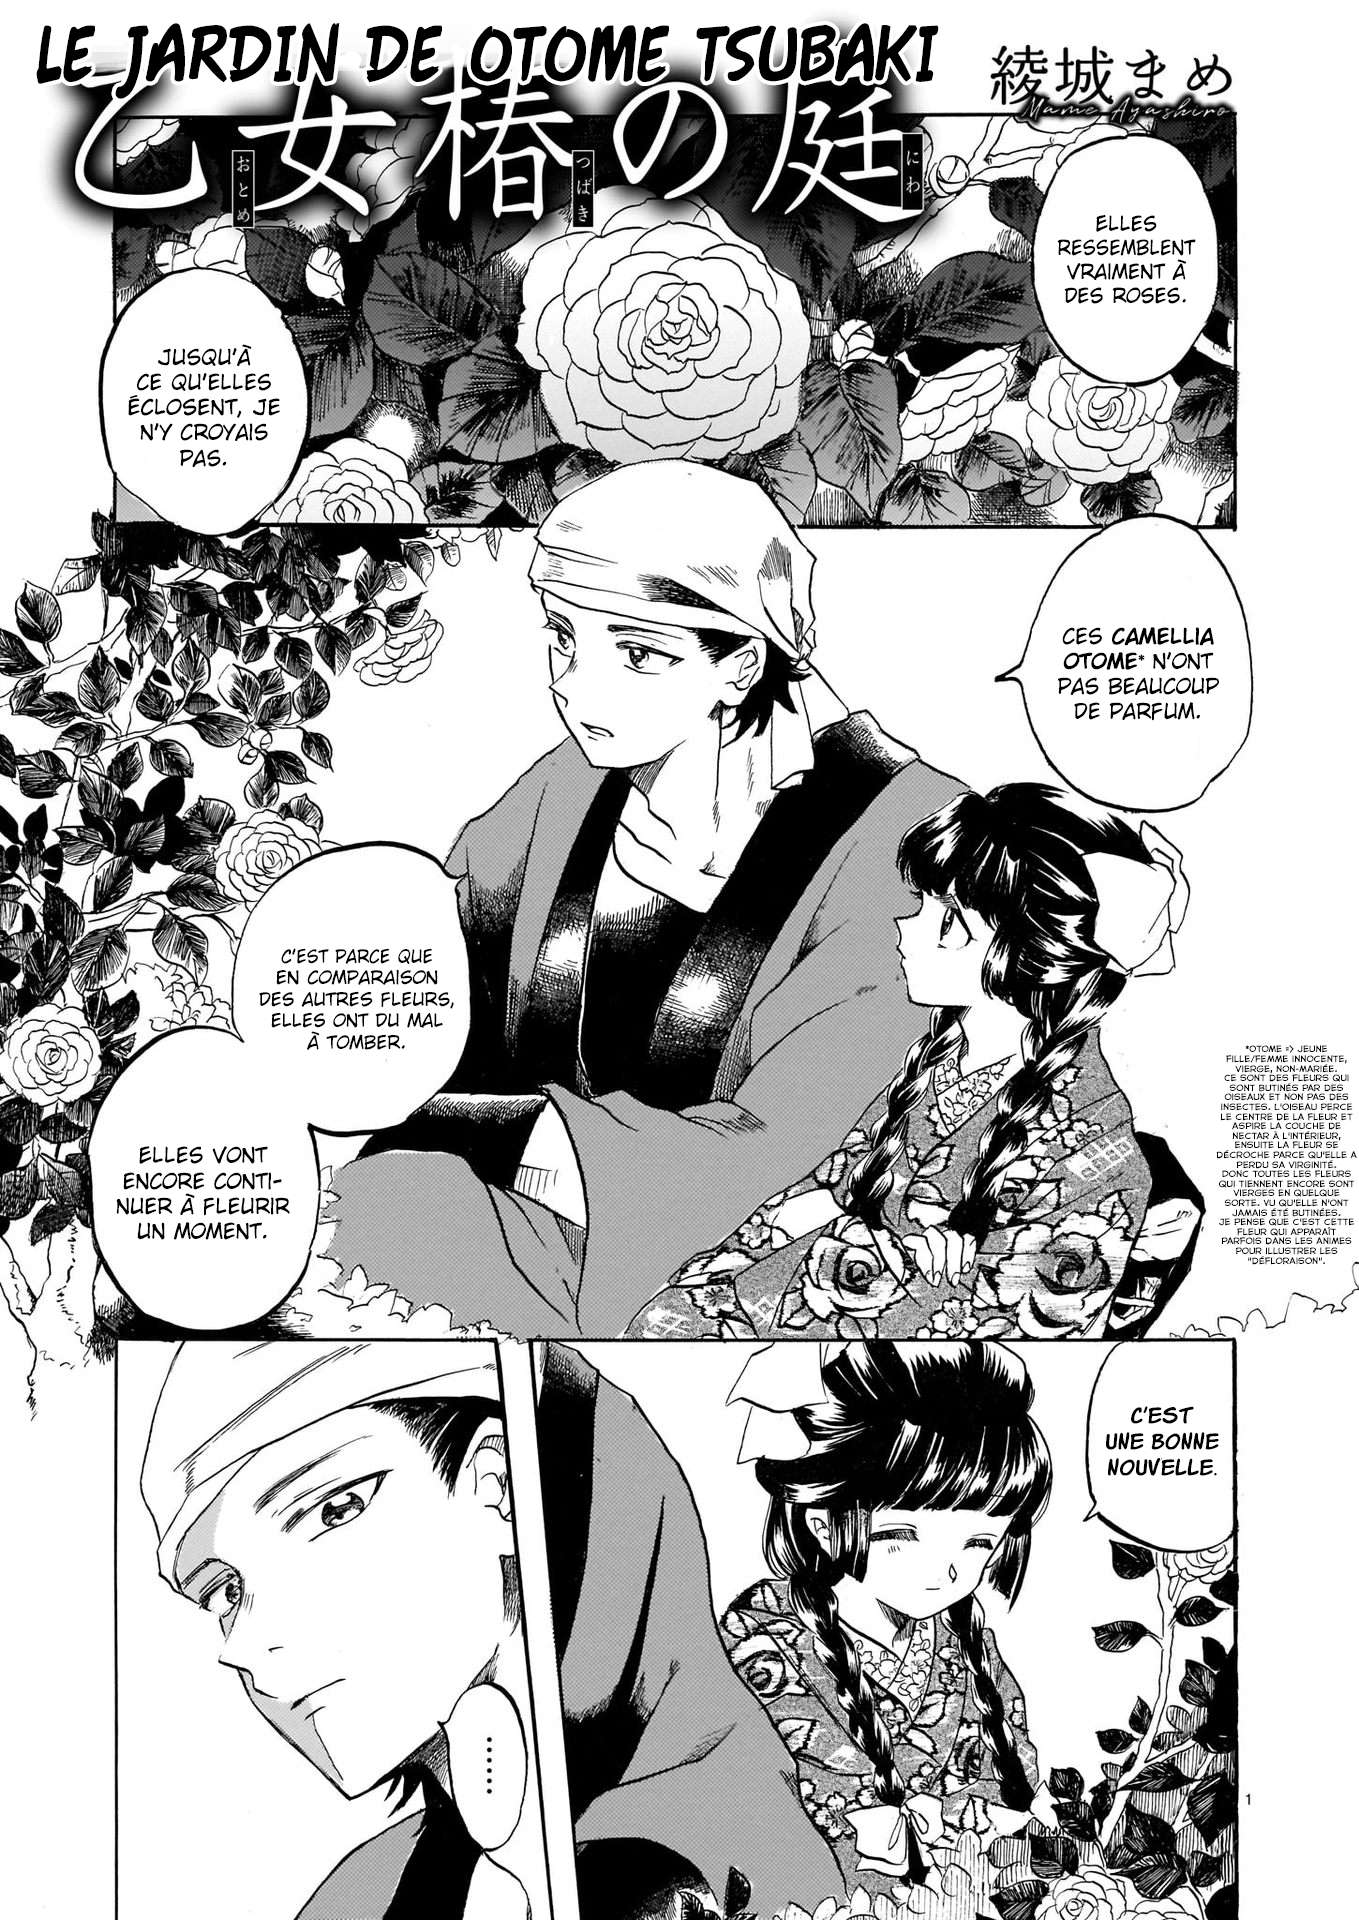 LE JARDIN DE OTOME TSUBAKI
乙女椿の庭
おとめ
つばき
にわ
綾城まめ
Mame Ayashiro
ELLES
RESSEMBLENT
VRAIMENT À
DES ROSES.
JUSQU'À
CE QU'ELLES
ÉCLOSENT, JE
N'Y CROYAIS
PAS.
CES CAMELLIA
OTOME* N'ONT
PAS BEAUCOUP
DE PARFUM.
C'EST PARCE QUE
EN COMPARAISON
DES AUTRES FLEURS,
ELLES ONT DU MAL
À TOMBER.
ELLES VONT
ENCORE CONTI-
NUER À FLEURIR
UN MOMENT.
*OTOME => JEUNE
FILLE/FEMME INNOCENTE,
VIERGE, NON-MARIÉE.
CE SONT DES FLEURS QUI
SONT BUTINÉS PAR DES
OISEAUX ET NON PAS DES
INSECTES. L'OISEAU PERCE
LE CENTRE DE LA FLEUR ET
ASPIRE LA COUCHE DE
NECTAR À L'INTÉRIEUR,
ENSUITE LA FLEUR SE
DÉCROCHE PARCE QU'ELLE A
PERDU SA VIRGINITÉ.
DONC TOUTES LES FLEURS
QUI TIENNENT ENCORE SONT
VIERGES EN QUELQUE
SORTE. VU QU'ELLE N'ONT
JAMAIS ÉTÉ BUTINÉES.
JE PENSE QUE C'EST CETTE
FLEUR QUI APPARAÎT
PARFOIS DANS LES ANIMES
POUR ILLUSTRER LES
"DÉFLORAISON".
C'EST
UNE BONNE
NOUVELLE.
……
1